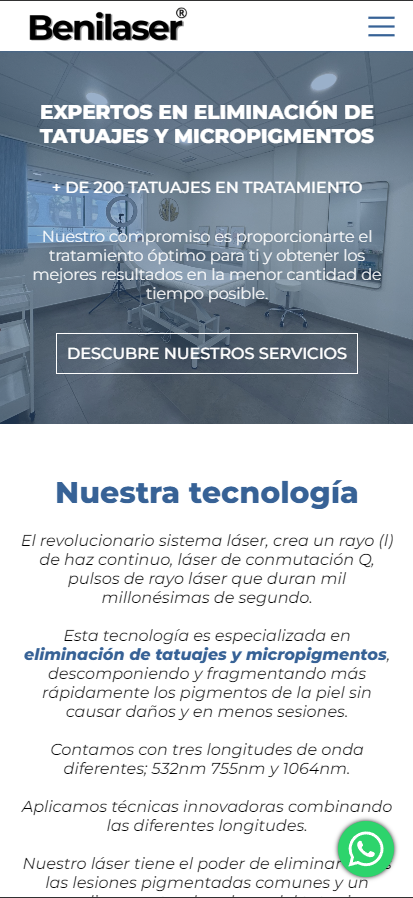 Benilaser®
EXPERTOS EN ELIMINACIÓN DE
TATUAJES Y MICROPIGMENTOS
+ DE 200 TATUAJES EN TRATAMIENTO
Nuestro compromiso es proporcionarte el
tratamiento óptimo para ti y obtener los
mejores resultados en la menor cantidad de
tiempo posible.
DESCUBRE NUESTROS SERVICIOS
Nuestra tecnología
El revolucionario sistema láser, crea un rayo (l)
de haz continuo, láser de conmutación Q,
pulsos de rayo láser que duran mil
millonésimas de segundo.
Esta tecnología es especializada en
eliminación de tatuajes y micropigmentos,
descomponiendo y fragmentando más
rápidamente los pigmentos de la piel sin
causar daños y en menos sesiones.
Contamos con tres longitudes de onda
diferentes; 532nm 755nm y 1064nm.
Aplicamos técnicas innovadoras combinando
las diferentes longitudes.
Nuestro láser tiene el poder de eliminar
las lesiones pigmentadas comunes y un